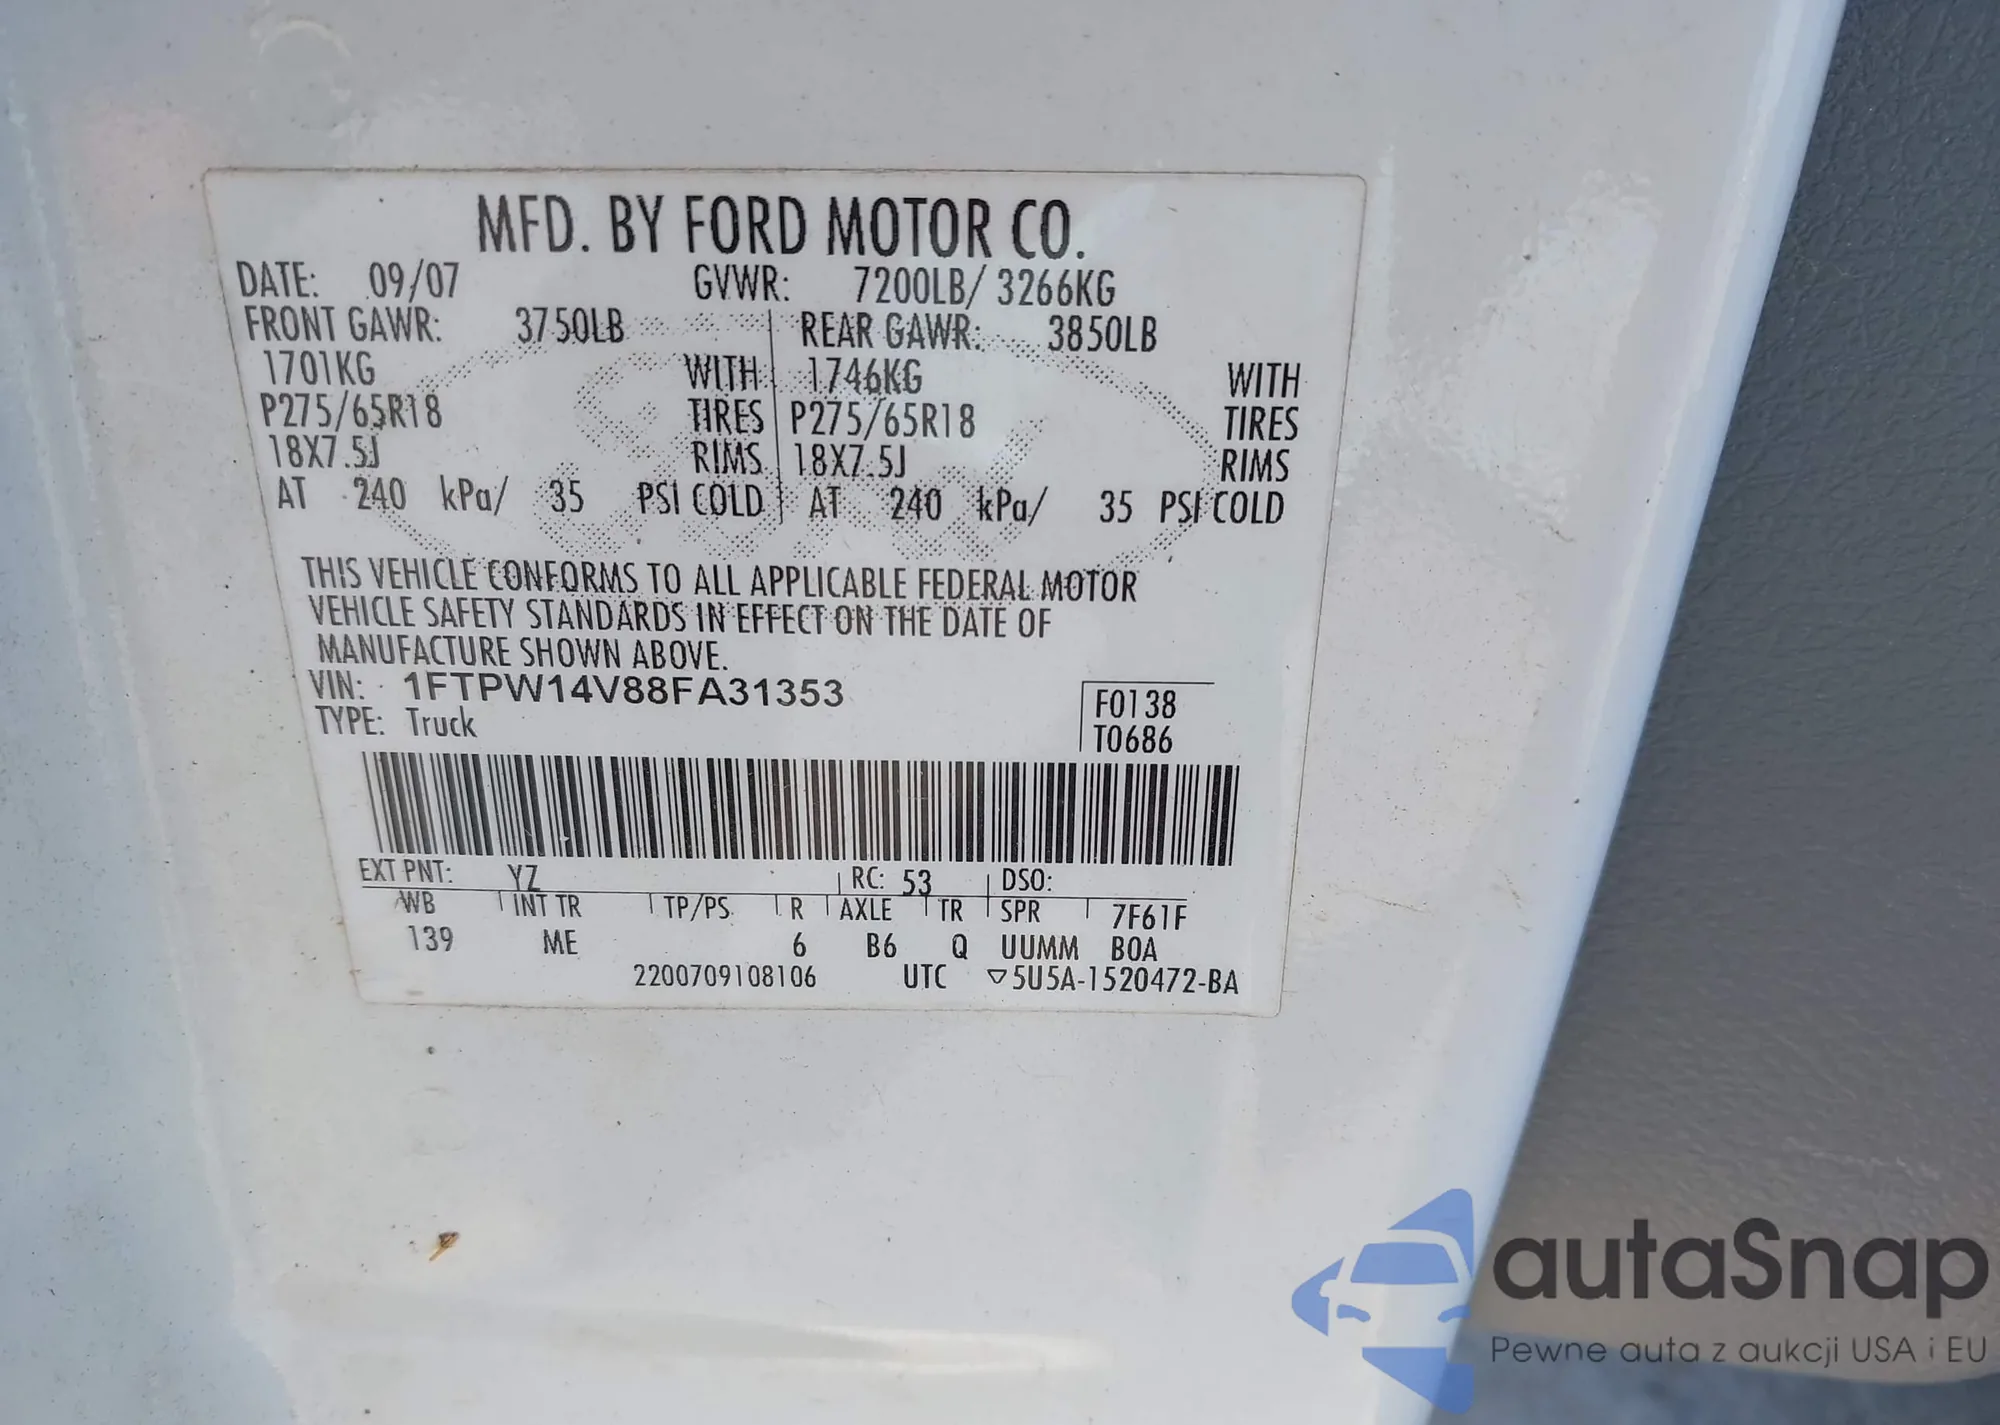 MFD. BY FORD MOTOR CO.
DATE: 09/07 GVWR: 7200LB/ 3266KG
FRONT GAWR: 3750LB REAR GAWR: 3850LB
1701KG WITH 1746KG WITH
P275/65R18 TIRES P275/65R18 TIRES
18X7.5J RIMS 18X7.5J RIMS
AT 240 kPa/ 35 PSI COLD AT 240 kPa/ 35 PSI COLD
THIS VEHICLE CONFORMS TO ALL APPLICABLE FEDERAL MOTOR
VEHICLE SAFETY STANDARDS IN EFFECT ON THE DATE OF
MANUFACTURE SHOWN ABOVE.
VIN: 1FTPW14V88FA31353
TYPE: Truck
F0138
T0686
EXT PNT: YZ RC: 53 DSO:
WB INT TR TP/PS R AXLE TR SPR 7F61F
139 ME 6 B6 Q UUMM B0A
2200709108106 UTC ▽5U5A-1520472-BA
autaSnap
Pewne auta z aukcji USA i EU